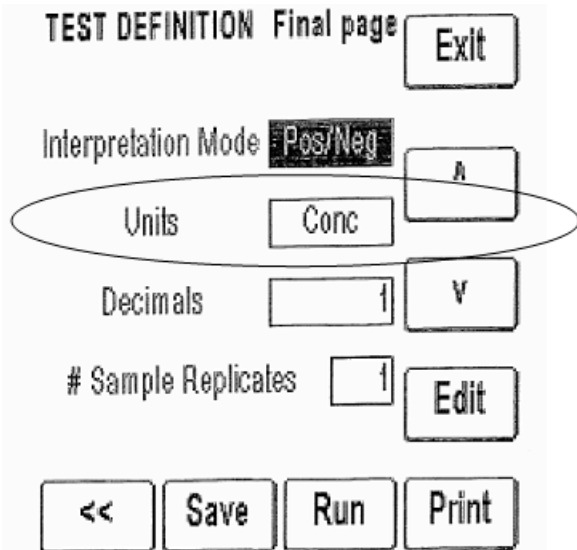 TEST DEFINITION Final page
Exit
Interpretation Mode Pos/Neg
Λ
Units Conc
Decimals 1
V
# Sample Replicates 1
Edit
<< Save Run Print